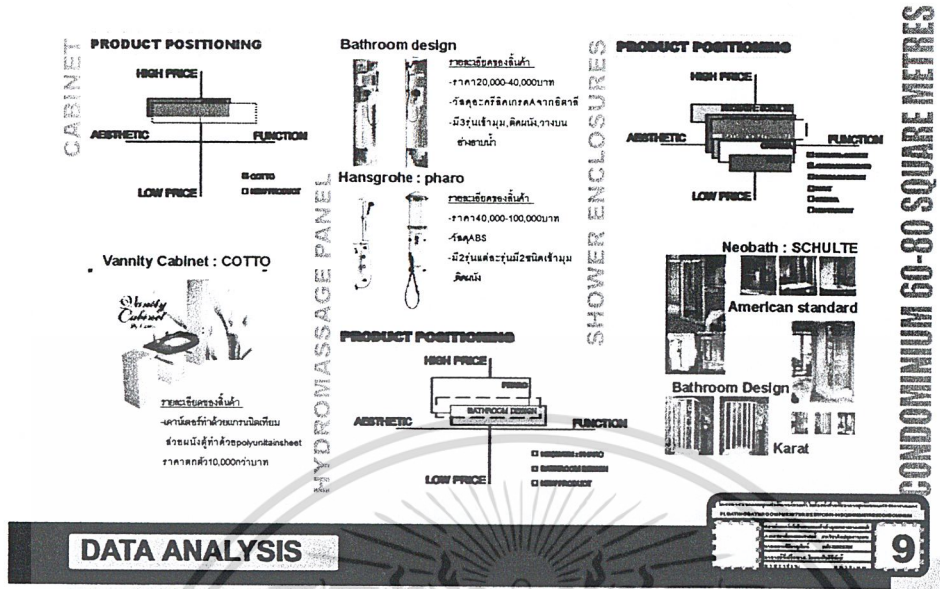 CABINET
PRODUCT POSITIONING
HIGH PRICE
AESTHETIC
FUNCTION
LOW PRICE
COTTO
NEW PRODUCT
Vannity Cabinet : COTTO
Vanity
Cabinet
รายละเอียดของสินค้า
-เคาน์เตอร์ทำด้วยแกรนิตเทียม
ส่วนผนังตู้ทำด้วยpolyunitainsheet
ราคาตกตัว10,000กว่าบาท
HYDROMASSAGE PANEL
Bathroom design
รายละเอียดของสินค้า
-ราคา20,000-40,000บาท
-วัสดุอะคริลิคเกรดAจากอิตาลี
-มี3รุ่นเข้ามุม,ติดผนัง,วางบน
อ่างอาบน้ำ
Hansgrohe : pharo
รายละเอียดของสินค้า
-ราคา40,000-100,000บาท
-วัสดุABS
-มี2รุ่นแต่ละรุ่นมี2ชนิดเข้ามุม
,ติดผนัง
PRODUCT POSITIONING
HIGH PRICE
BATHROOM DESIGN
AESTHETIC
FUNCTION
LOW PRICE
BATHROOM DESIGN
NEW PRODUCT
SHOWER ENCLOSURES
PRODUCT POSITIONING
HIGH PRICE
AESTHETIC
FUNCTION
LOW PRICE
Neobath : SCHULTE
American standard
Bathroom Design
Karat
CONDOMINIUM 60-80 SQUARE METRES
DATA ANALYSIS
9